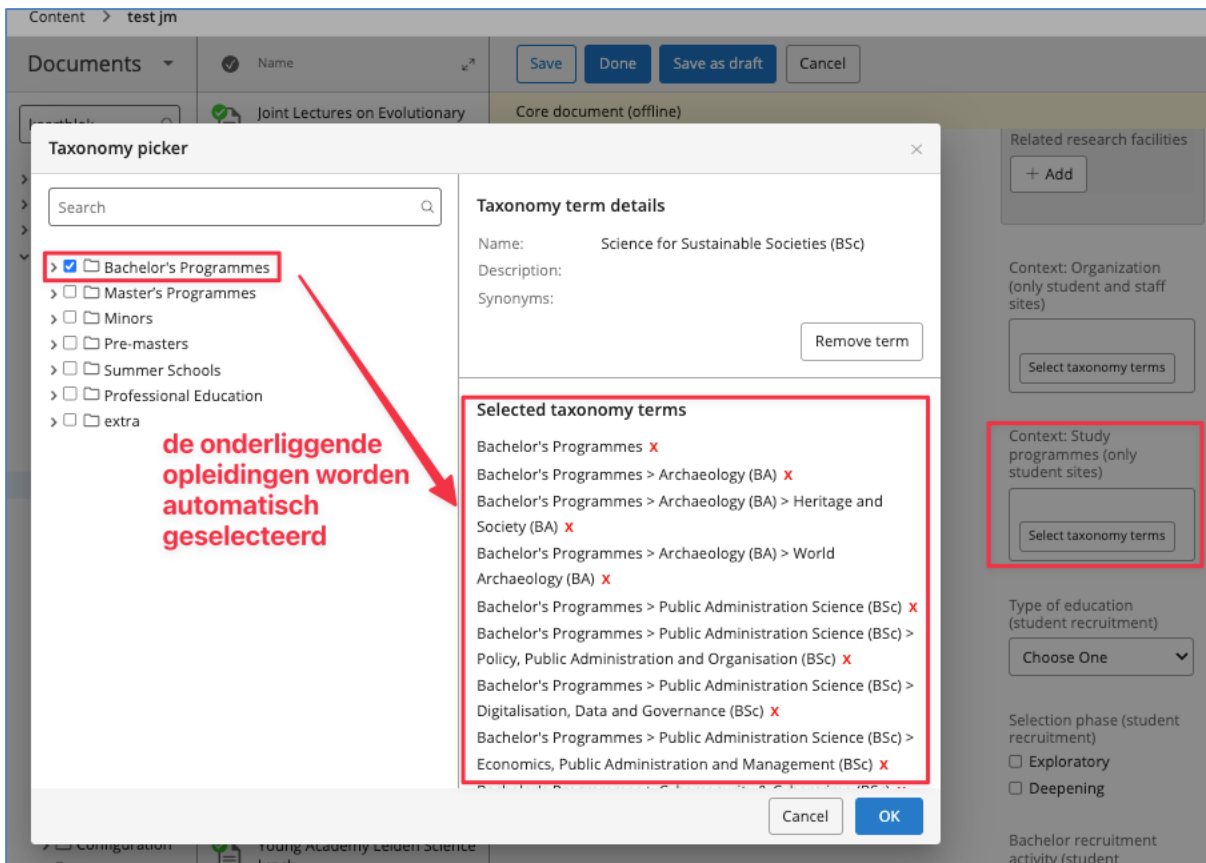 Content > test jm
Documents
Name
Save
Done
Save as draft
Cancel
Joint Lectures on Evolutionary
Core document (offline)
Related research facilities
+ Add
Taxonomy picker
Search
Bachelor's Programmes
Master's Programmes
Minors
Pre-masters
Summer Schools
Professional Education
extra
de onderliggende
opleidingen worden
automatisch
geselecteerd
Taxonomy term details
Name: Science for Sustainable Societies (BSc)
Description:
Synonyms:
Remove term
Selected taxonomy terms
Bachelor's Programmes x
Bachelor's Programmes > Archaeology (BA) x
Bachelor's Programmes > Archaeology (BA) > Heritage and
Society (BA) x
Bachelor's Programmes > Archaeology (BA) > World
Archaeology (BA) x
Bachelor's Programmes > Public Administration Science (BSc) x
Bachelor's Programmes > Public Administration Science (BSc) >
Policy, Public Administration and Organisation (BSc) x
Bachelor's Programmes > Public Administration Science (BSc) >
Digitalisation, Data and Governance (BSc) x
Bachelor's Programmes > Public Administration Science (BSc) >
Economics, Public Administration and Management (BSc) x
Cancel
OK
Context: Organization
(only student and staff
sites)
Select taxonomy terms
Context: Study
programmes (only
student sites)
Select taxonomy terms
Type of education
(student recruitment)
Choose One
Selection phase (student
recruitment)
Exploratory
Deepening
Bachelor recruitment
activity (student
Configuration
Young Academy Leiden Science